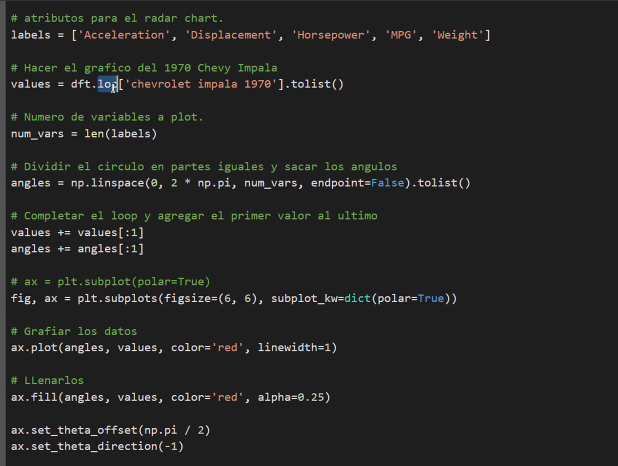 # atributos para el radar chart.
labels = ['Acceleration', 'Displacement', 'Horsepower', 'MPG', 'Weight']
# Hacer el grafico del 1970 Chevy Impala
values = dft.loc['chevrolet impala 1970'].tolist()
# Numero de variables a plot.
num_vars = len(labels)
# Dividir el circulo en partes iguales y sacar los angulos
angles = np.linspace(0, 2 * np.pi, num_vars, endpoint=False).tolist()
# Completar el loop y agregar el primer valor al ultimo
values += values[:1]
angles += angles[:1]
# ax = plt.subplot(polar=True)
fig, ax = plt.subplots(figsize=(6, 6), subplot_kw=dict(polar=True))
# Grafiar los datos
ax.plot(angles, values, color='red', linewidth=1)
# LLenarlos
ax.fill(angles, values, color='red', alpha=0.25)
ax.set_theta_offset(np.pi / 2)
ax.set_theta_direction(-1)